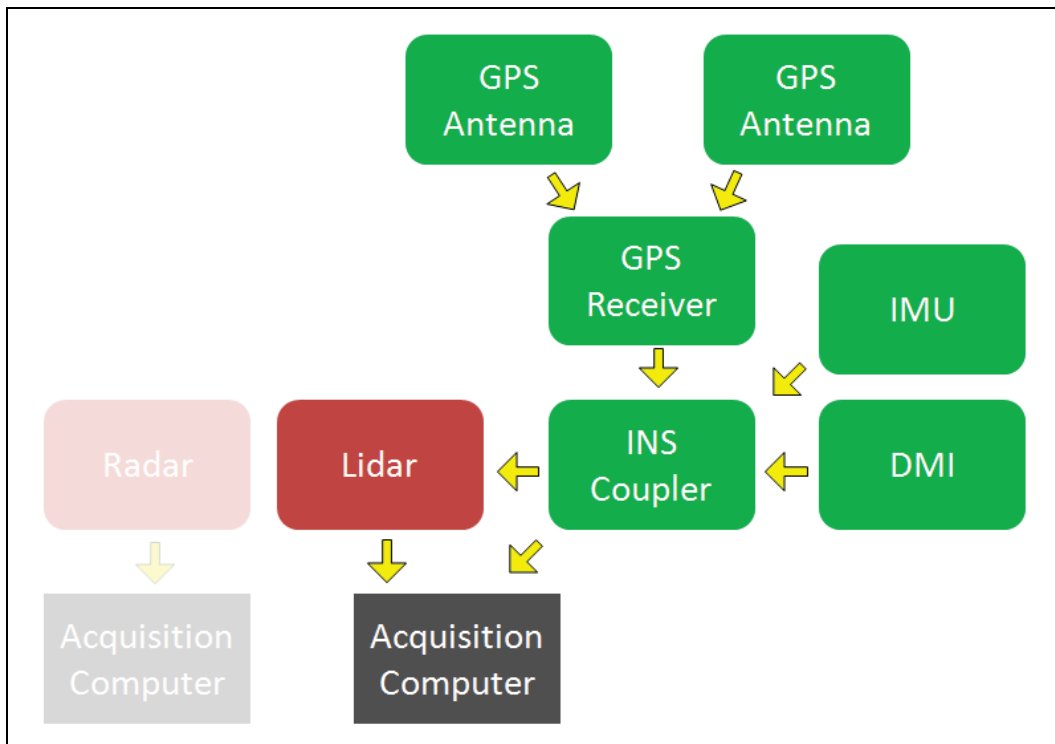 GPS
Antenna
GPS
Antenna
GPS
Receiver
IMU
Radar
Lidar
INS
Coupler
DMI
Acquisition
Computer
Acquisition
Computer